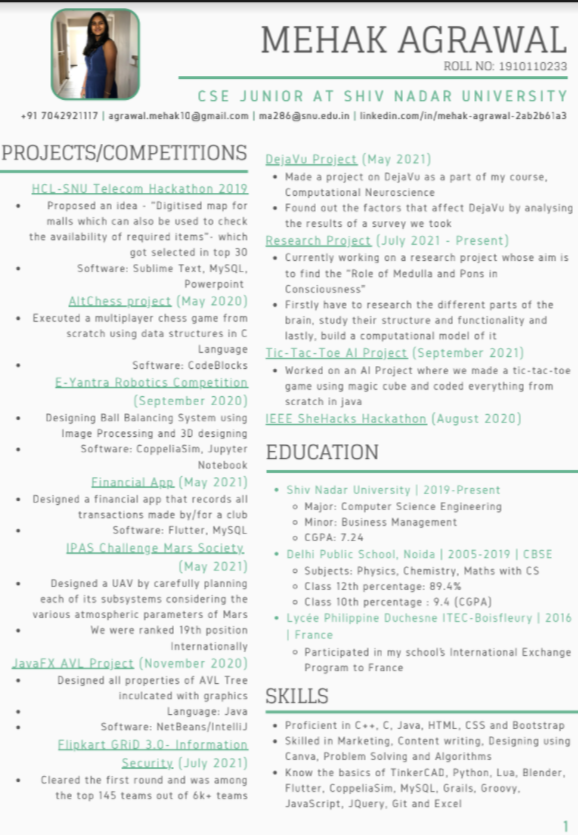 MEHAK AGRAWAL
ROLL NO: 1910110233
CSE JUNIOR AT SHIV NADAR UNIVERSITY
+91 7042921117 | agrawal.mehak10@gmail.com | ma286@snu.edu.in | linkedin.com/in/mehak-agrawal-2ab2b61a3
PROJECTS/COMPETITIONS
HCL-SNU Telecom Hackathon 2019
• Proposed an idea - "Digitised map for
malls which can also be used to check
the availability of required items"- which
got selected in top 30
• Software: Sublime Text, MySQL,
Powerpoint
AltChess project (May 2020)
• Executed a multiplayer chess game from
scratch using data structures in C
Language
• Software: CodeBlocks
E-Yantra Robotics Competition
(September 2020)
• Designing Ball Balancing System using
Image Processing and 3D designing
• Software: CoppeliaSim, Jupyter
Notebook
Financial App (May 2021)
• Designed a financial app that records all
transactions made by/for a club
• Software: Flutter, MySQL
IPAS Challenge Mars Society
(May 2021)
• Designed a UAV by carefully planning
each of its subsystems considering the
various atmospheric parameters of Mars
• We were ranked 19th position
Internationally
JavaFX AVL Project (November 2020)
• Designed all properties of AVL Tree
inculcated with graphics
• Language: Java
• Software: NetBeans/IntelliJ
Flipkart GRiD 3.0- Information
Security (July 2021)
• Cleared the first round and was among
the top 145 teams out of 6k+ teams
DejaVu Project (May 2021)
• Made a project on DejaVu as a part of my course,
Computational Neuroscience
• Found out the factors that affect DejaVu by analysing
the results of a survey we took
Research Project (July 2021 - Present)
• Currently working on a research project whose aim is
to find the "Role of Medulla and Pons in
Consciousness"
• Firstly have to research the different parts of the
brain, study their structure and functionality and
lastly, build a computational model of it
Tic-Tac-Toe AI Project (September 2021)
• Worked on an AI Project where we made a tic-tac-toe
game using magic cube and coded everything from
scratch in java
IEEE SheHacks Hackathon (August 2020)
EDUCATION
• Shiv Nadar University | 2019-Present
Major: Computer Science Engineering
Minor: Business Management
CGPA: 7.24
• Delhi Public School, Noida | 2005-2019 | CBSE
Subjects: Physics, Chemistry, Maths with CS
Class 12th percentage: 89.4%
Class 10th percentage : 9.4 (CGPA)
• Lycée Philippine Duchesne ITEC-Boisfleury | 2016
| France
Participated in my school's International Exchange
Program to France
SKILLS
• Proficient in C++, C, Java, HTML, CSS and Bootstrap
• Skilled in Marketing, Content writing, Designing using
Canva, Problem Solving and Algorithms
• Know the basics of TinkerCAD, Python, Lua, Blender,
Flutter, CoppeliaSim, MySQL, Grails, Groovy,
JavaScript, JQuery, Git and Excel
1